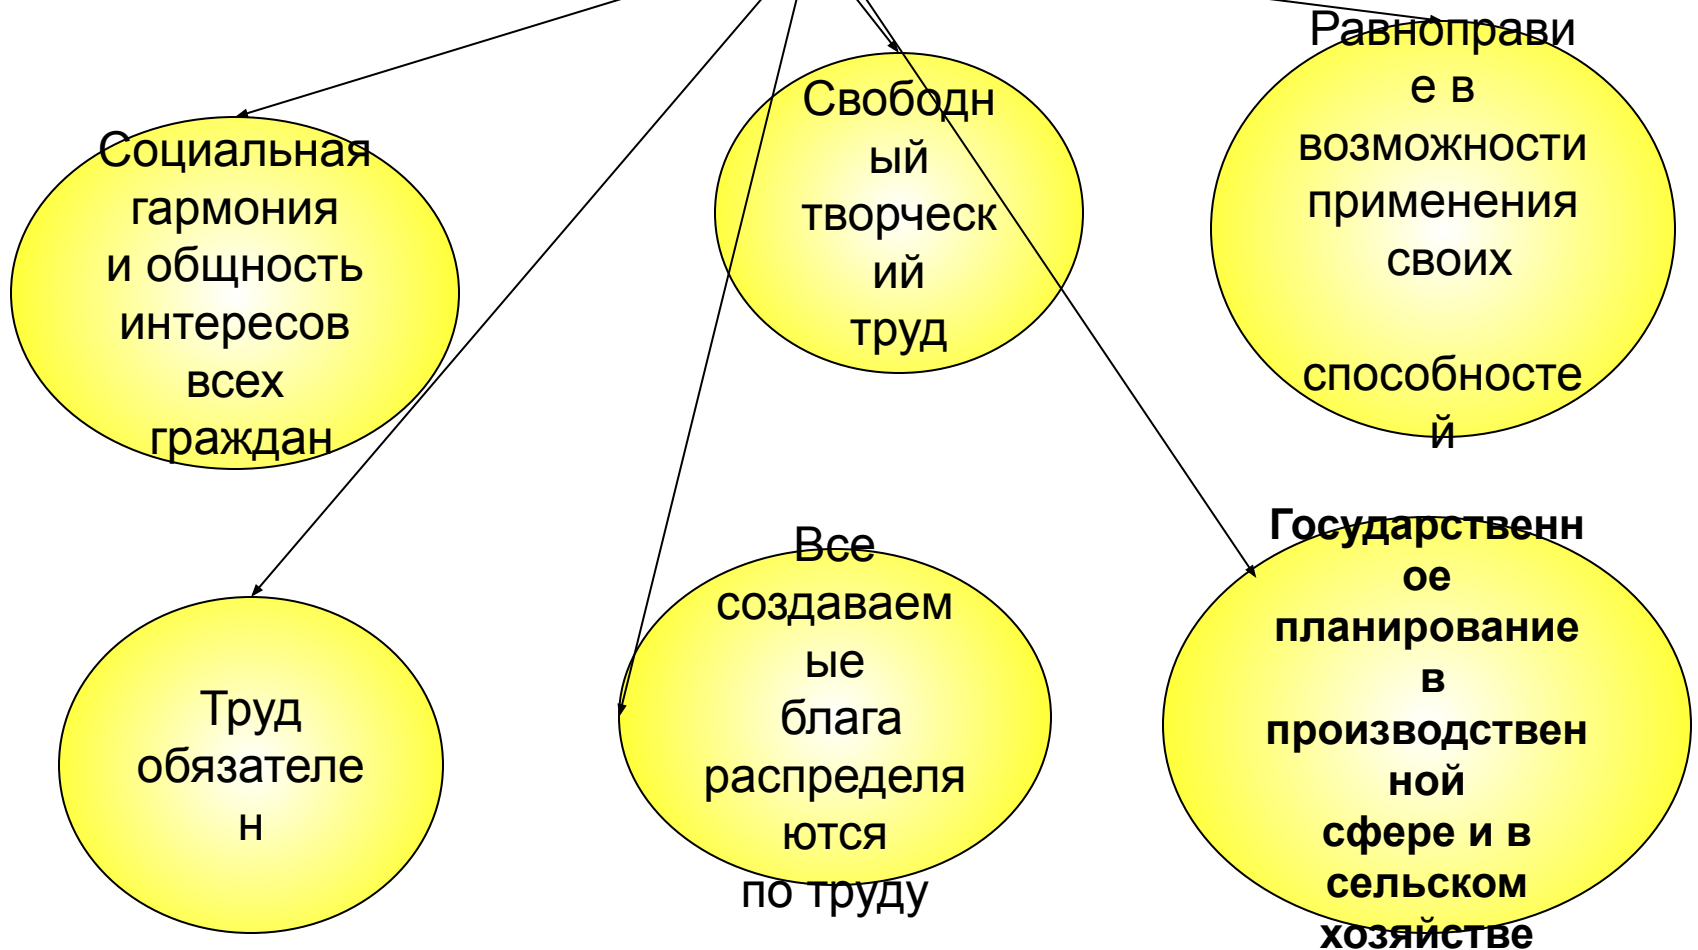 Социальная
гармония
и общность
интересов
всех
граждан
Свободн
ый
творческ
ий
труд
Равноправи
е в
возможности
применения
своих
способносте
й
Труд
обязателе
н
Все
создаваем
ые
блага
распределя
ются
по труду
Государственн
ое
планирование
в
производствен
ной
сфере и в
сельском
хозяйстве